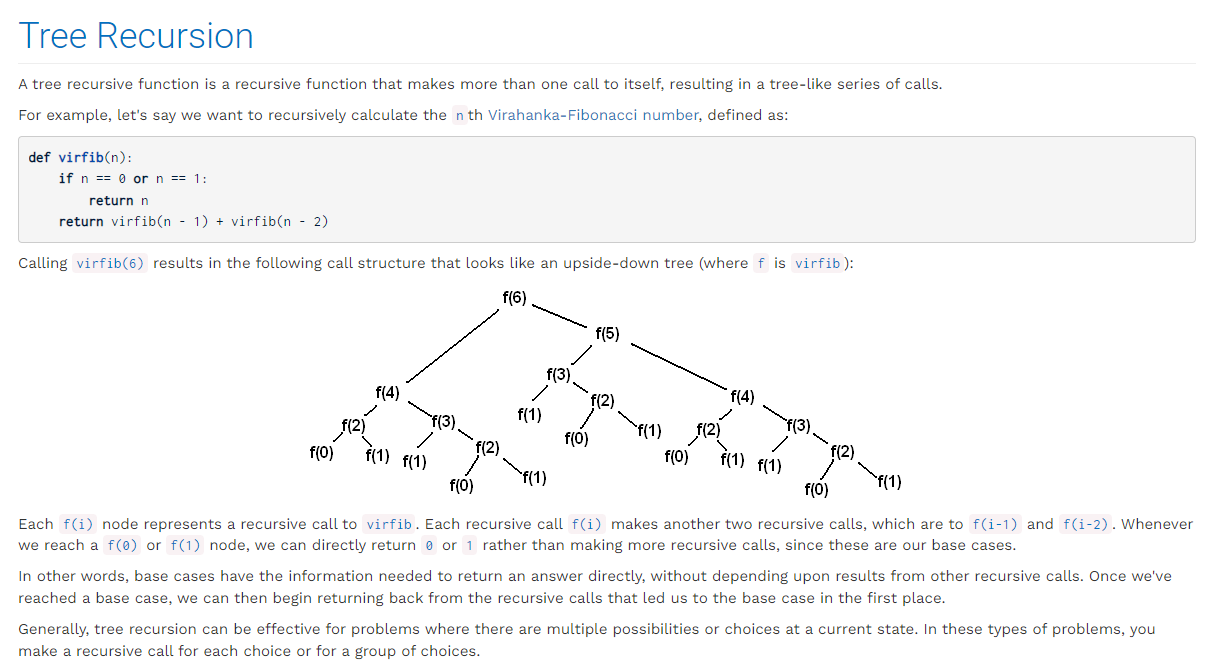 Tree Recursion
A tree recursive function is a recursive function that makes more than one call to itself, resulting in a tree-like series of calls.
For example, let's say we want to recursively calculate the nth Virahanka-Fibonacci number, defined as:
def virfib(n):
    if n == 0 or n == 1:
        return n
    return virfib(n - 1) + virfib(n - 2)
Calling virfib(6) results in the following call structure that looks like an upside-down tree (where f is virfib):
f(6)
f(5)
f(3)
f(4) f(2) f(4)
f(1)
f(2) f(3) f(0) f(1) f(2) f(3)
f(0) f(1) f(1) f(2) f(0) f(1) f(1) f(2)
f(0) f(1) f(0) f(1)
Each f(i) node represents a recursive call to virfib. Each recursive call f(i) makes another two recursive calls, which are to f(i-1) and f(i-2). Whenever
we reach a f(0) or f(1) node, we can directly return 0 or 1 rather than making more recursive calls, since these are our base cases.
In other words, base cases have the information needed to return an answer directly, without depending upon results from other recursive calls. Once we've
reached a base case, we can then begin returning back from the recursive calls that led us to the base case in the first place.
Generally, tree recursion can be effective for problems where there are multiple possibilities or choices at a current state. In these types of problems, you
make a recursive call for each choice or for a group of choices.